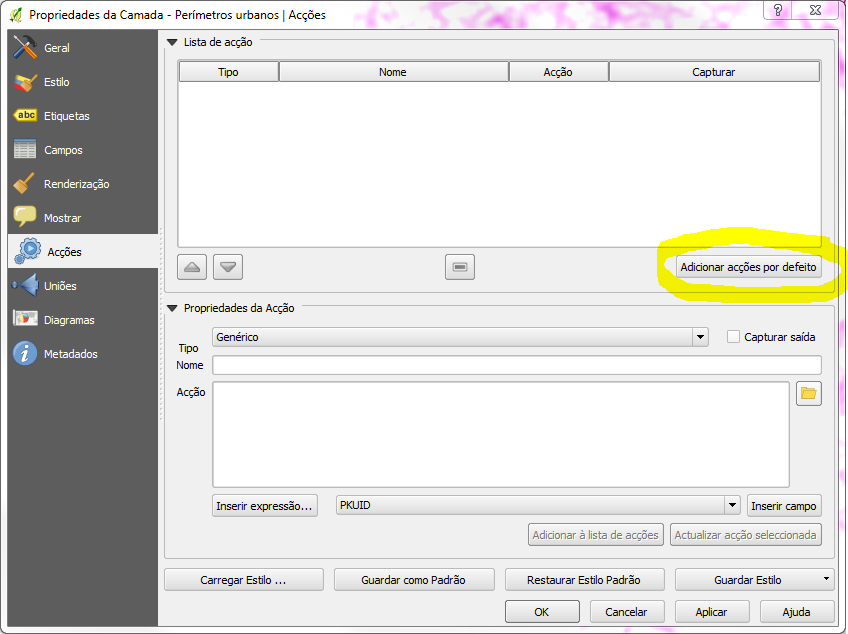 Propriedades da Camada - Perímetros urbanos | Acções
Geral
Estilo
abc Etiquetas
Campos
Renderização
Mostrar
Acções
Uniões
Diagramas
Metadados
Lista de acção
Tipo Nome Acção Capturar
Adicionar acções por defeito
Propriedades da Acção
Tipo Genérico Capturar saída
Nome
Acção
Inserir expressão... PKUID Inserir campo
Adicionar à lista de acções Actualizar acção seleccionada
Carregar Estilo ... Guardar como Padrão Restaurar Estilo Padrão Guardar Estilo
OK Cancelar Aplicar Ajuda